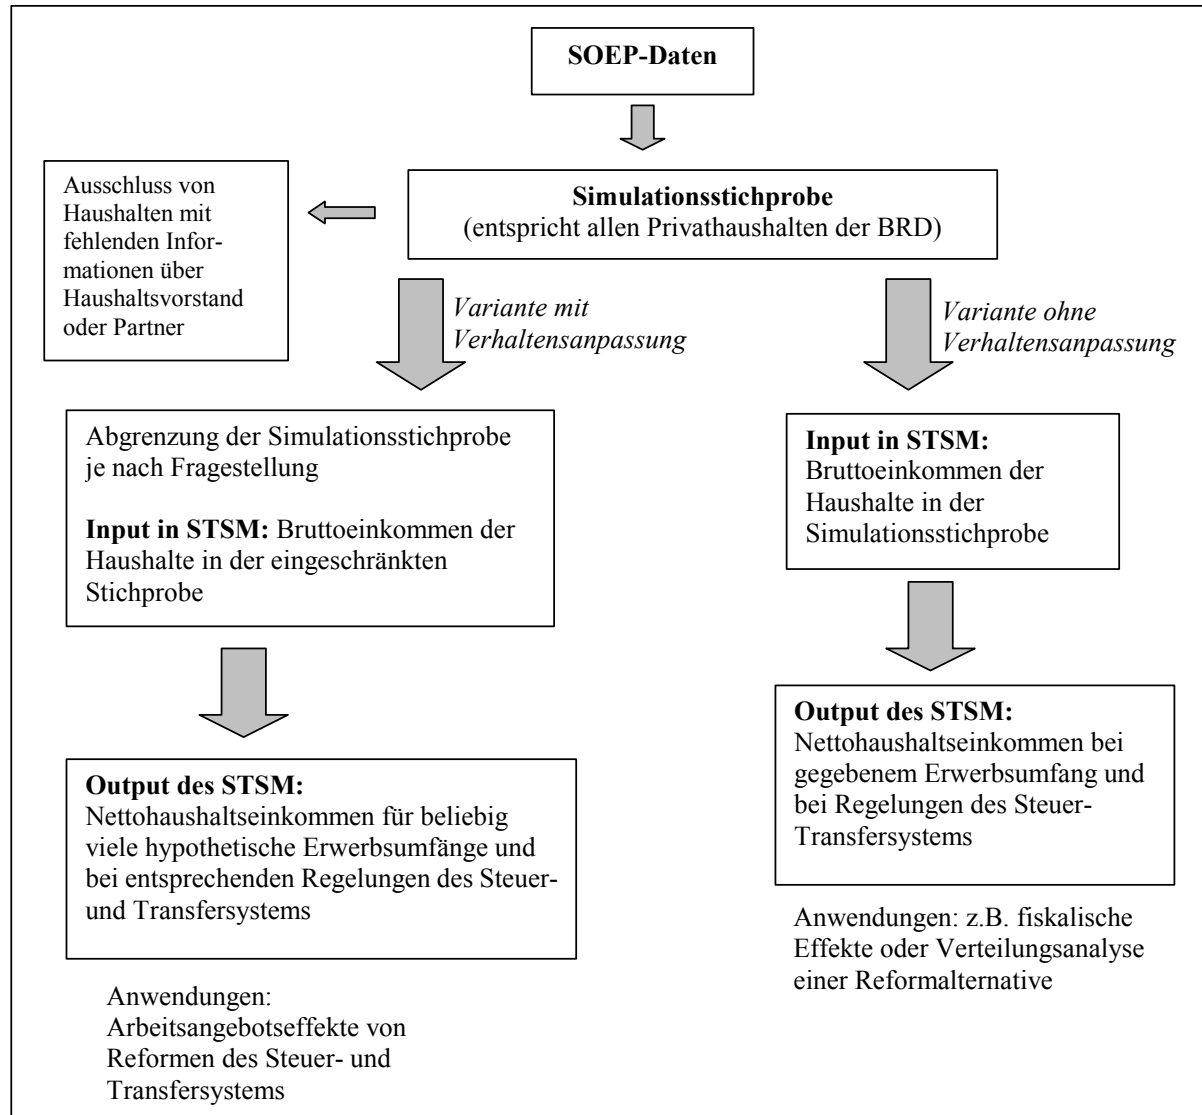 SOEP-Daten
Simulationsstichprobe
(entspricht allen Privathaushalten der BRD)
Ausschluss von
Haushalten mit
fehlenden Infor-
mationen über
Haushaltsvorstand
oder Partner
Variante mit
Verhaltensanpassung
Variante ohne
Verhaltensanpassung
Abgrenzung der Simulationsstichprobe
je nach Fragestellung
Input in STSM: Bruttoeinkommen der
Haushalte in der eingeschränkten
Stichprobe
Input in STSM:
Bruttoeinkommen der
Haushalte in der
Simulationsstichprobe
Output des STSM:
Nettohaushaltseinkommen für beliebig
viele hypothetische Erwerbsumfänge und
bei entsprechenden Regelungen des Steuer-
und Transfersystems
Output des STSM:
Nettohaushaltseinkommen bei
gegebenem Erwerbsumfang und
bei Regelungen des Steuer-
Transfersystems
Anwendungen:
Arbeitsangebotseffekte von
Reformen des Steuer- und
Transfersystems
Anwendungen: z.B. fiskalische
Effekte oder Verteilungsanalyse
einer Reformalternative